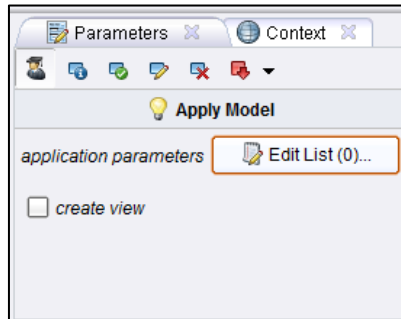 Parameters Context
Apply Model
application parameters Edit List (0)...
create view